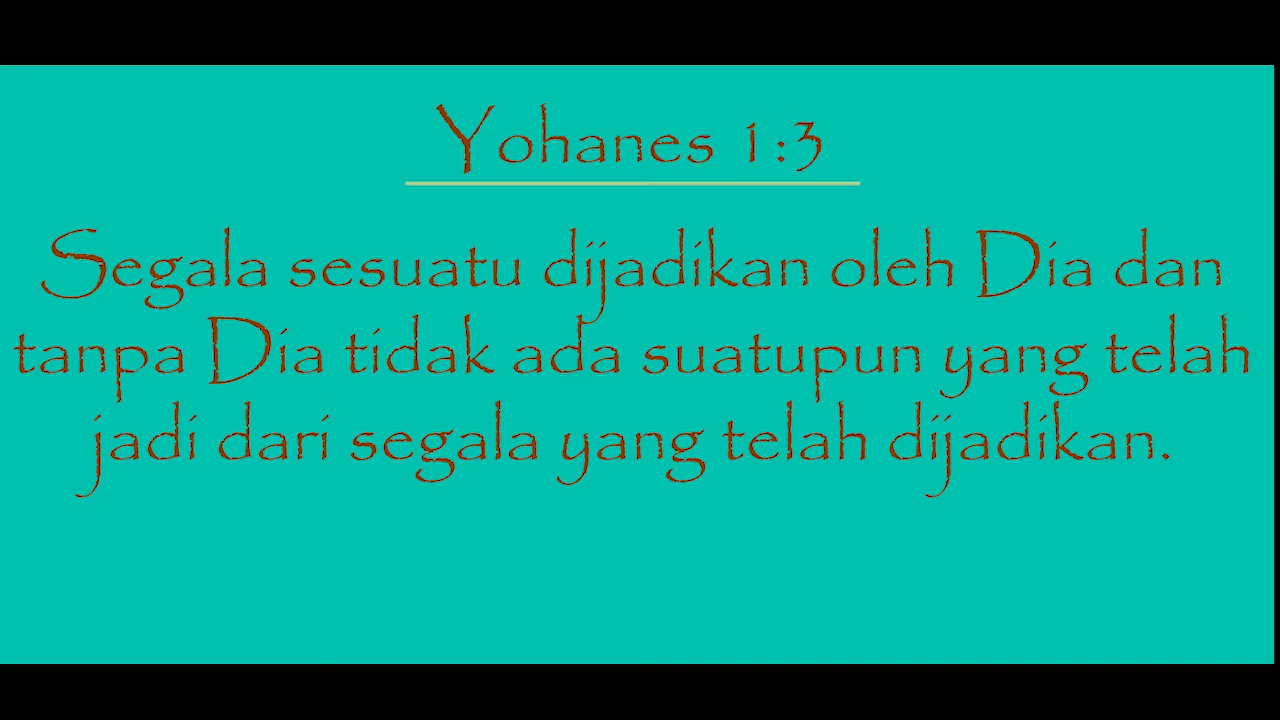 Yohanes 1:3
Segala sesuatu dijadikan oleh Dia dan
tanpa Dia tidak ada suatupun yang telah
jadi dari segala yang telah dijadikan.